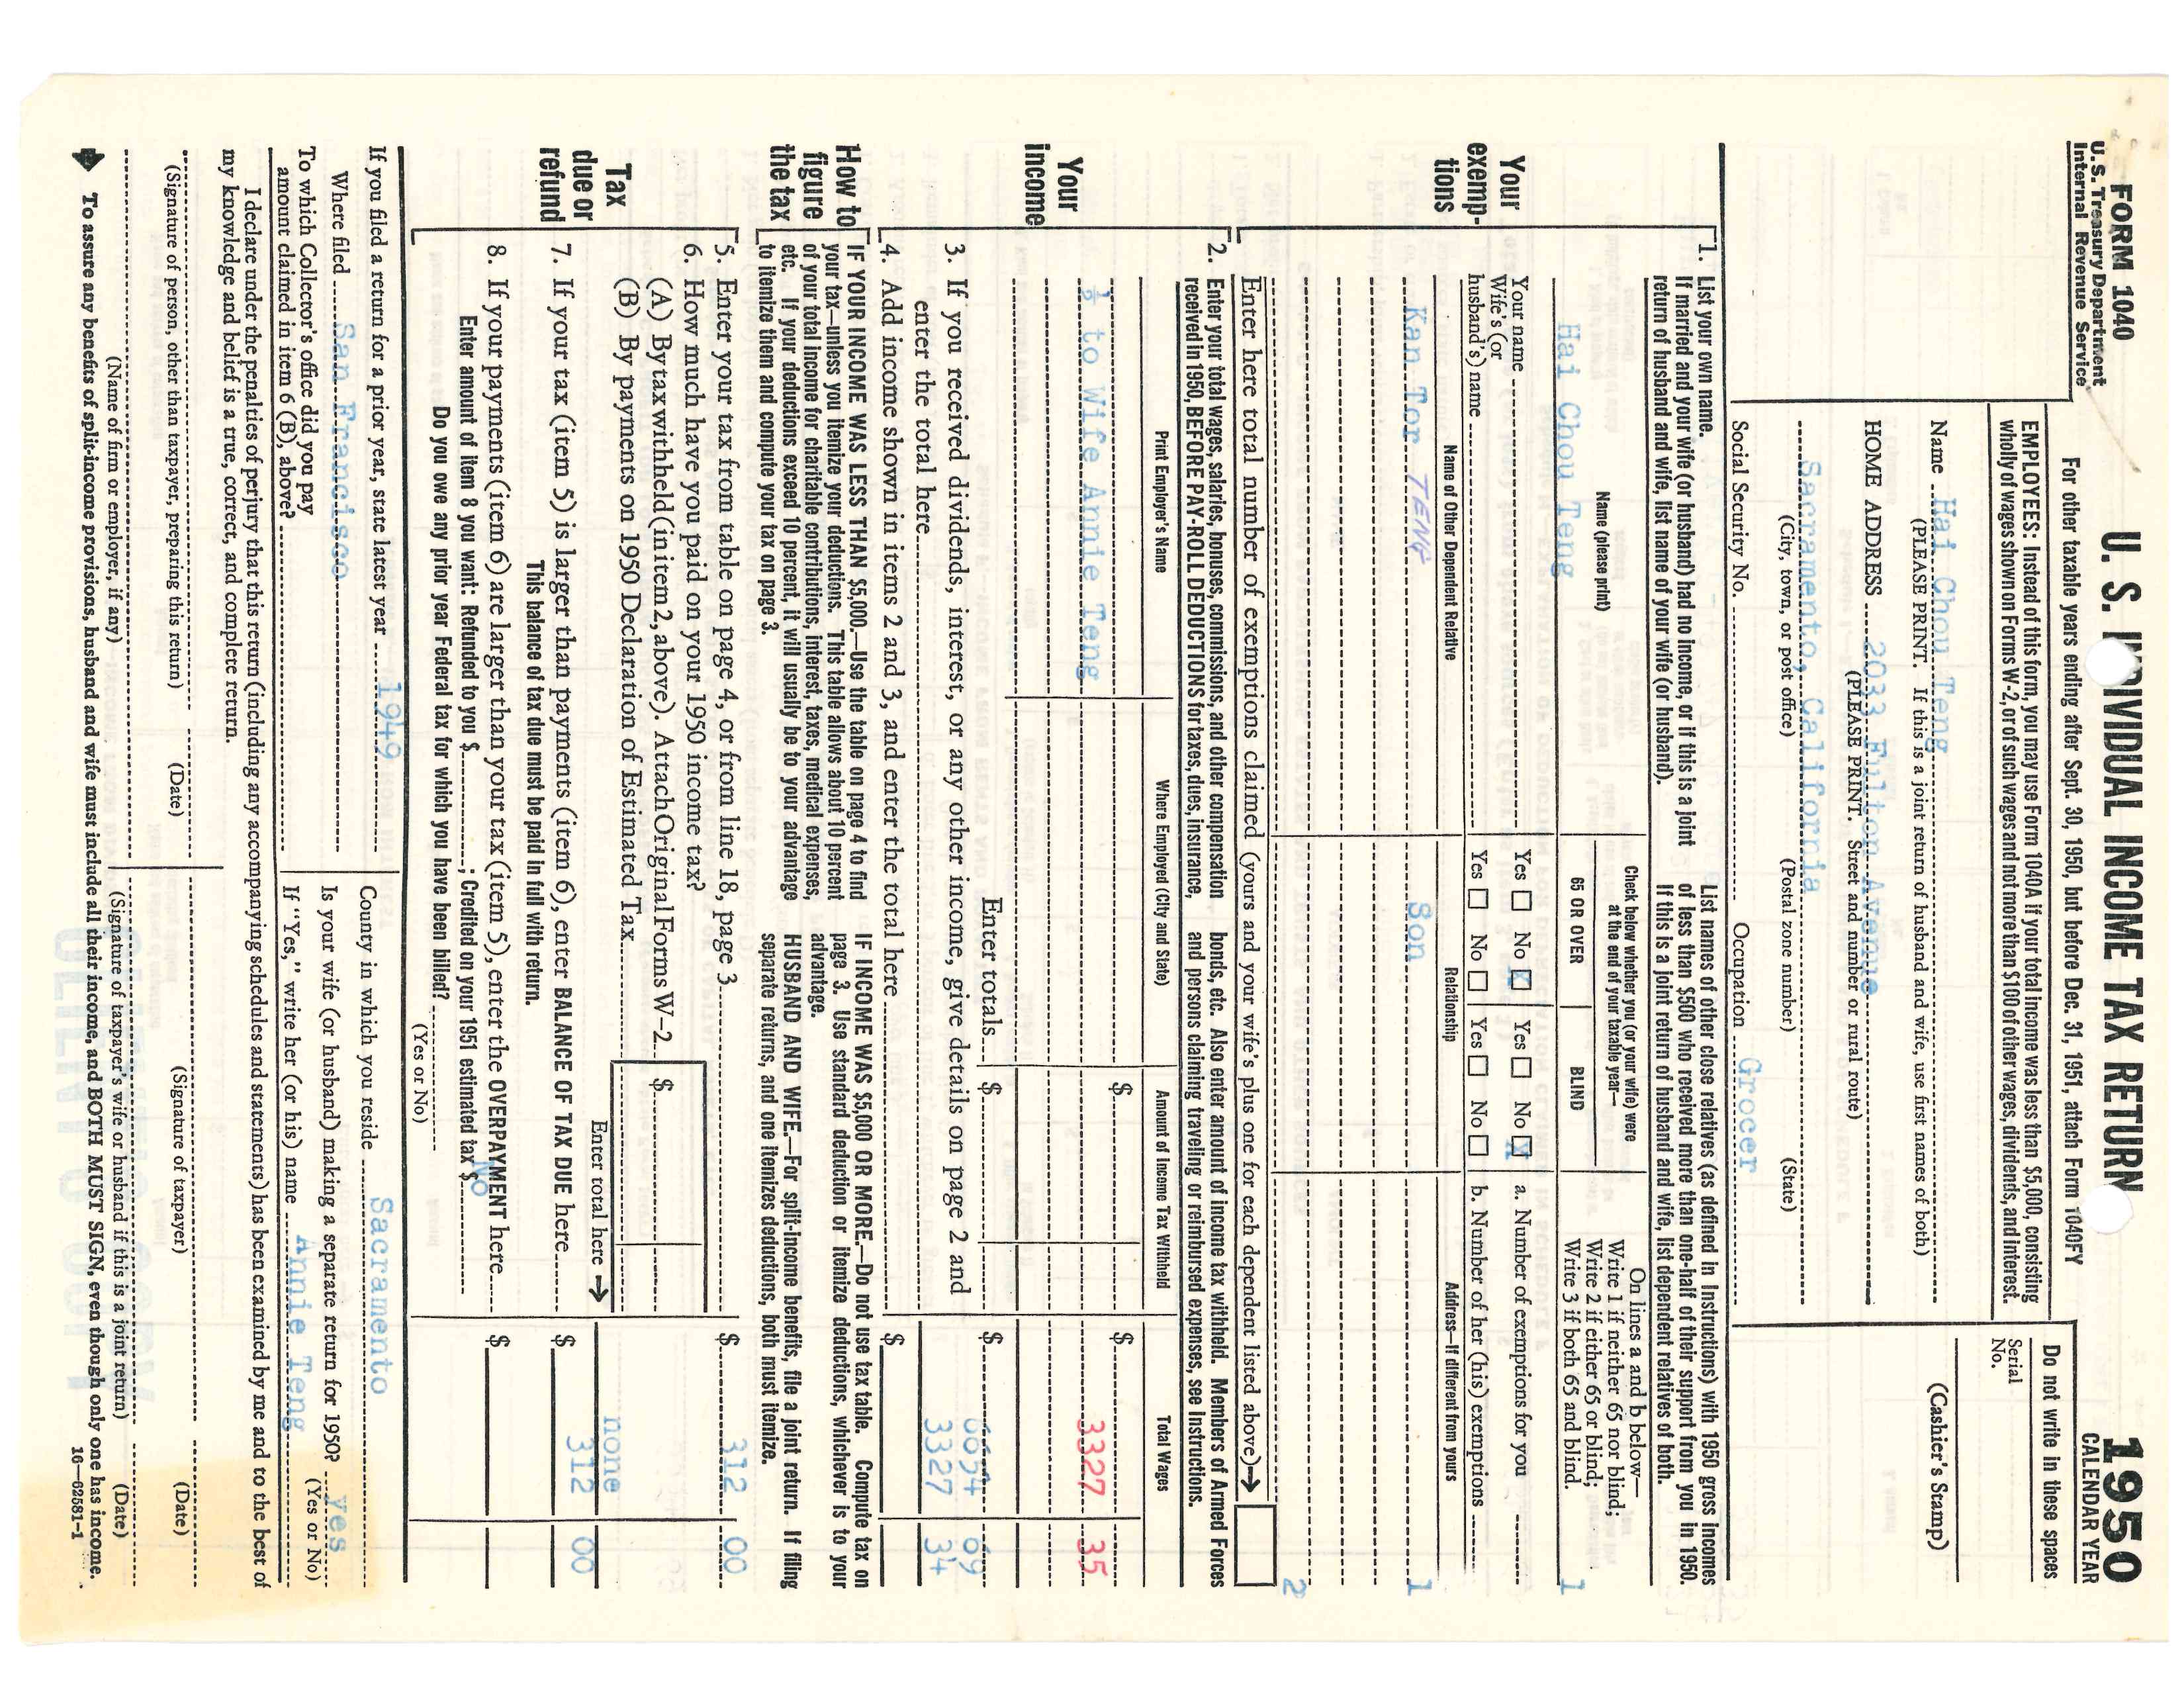 FORM 1040
U.S. Treasury Department
Internal Revenue Service
U. S. INDIVIDUAL INCOME TAX RETURN
For other taxable years ending after Sept. 30, 1950, but before Dec. 31, 1951, attach Form 1040FY
1950
CALENDAR YEAR
EMPLOYEES: Instead of this form, you may use Form 1040A if your total income was less than $5,000, consisting
wholly of wages shown on Forms W-2, or of such wages and not more than $100 of other wages, dividends, and interest.
Do not write in these spaces
Serial
No.
(Cashier's Stamp)
Name Hai Chou Teng
(PLEASE PRINT. If this is a joint return of husband and wife, use first names of both)
HOME ADDRESS 2033 Fulton Avenue
(PLEASE PRINT. Street and number or rural route)
Sacramento, California
(City, town, or post office) (Postal zone number) (State)
Social Security No. Occupation Grocer
Your exemp-tions
1. List your own name.
If married and your wife (or husband) had no income, or if this is a joint
return of husband and wife, list name of your wife (or husband).
List names of other close relatives (as defined in Instructions) with 1950 gross incomes
of less than $500 who received more than one-half of their support from you in 1950.
If this is a joint return of husband and wife, list dependent relatives of both.
Name (please print)
Check below whether you (or your wife) were
at the end of your taxable year—
65 OR OVER BLIND
On lines a and b below—
Write 1 if neither 65 nor blind;
Write 2 if either 65 or blind;
Write 3 if both 65 and blind.
Hai Chou Teng 1
Your name Yes ☐ No ☒ Yes ☐ No ☒ a. Number of exemptions for you
Wife's (or
husband's) name Yes ☐ No ☐ Yes ☐ No ☐ b. Number of her (his) exemptions
Name of Other Dependent Relative Relationship Address—If different from yours
Kan Tor TENG Son 1
2
Enter here total number of exemptions claimed (yours and your wife's plus one for each dependent listed above)→
Your income
2. Enter your total wages, salaries, bonuses, commissions, and other compensation
received in 1950, BEFORE PAY-ROLL DEDUCTIONS for taxes, dues, insurance,
bonds, etc. Also enter amount of income tax withheld. Members of Armed Forces
and persons claiming traveling or reimbursed expenses, see Instructions.
Print Employer's Name Where Employed (City and State) Amount of Income Tax Withheld Total Wages
$ $
½ to Wife Annie Teng 3327 35
Enter totals $ $
6654 69
3. If you received dividends, interest, or any other income, give details on page 2 and
enter the total here 3327 34
4. Add income shown in items 2 and 3, and enter the total here $
How to figure the tax
IF YOUR INCOME WAS LESS THAN $5,000.—Use the table on page 4 to find
your tax—unless you itemize your deductions. This table allows about 10 percent
of your total income for charitable contributions, interest, taxes, medical expenses,
etc. If your deductions exceed 10 percent, it will usually be to your advantage
to itemize them and compute your tax on page 3.
IF INCOME WAS $5,000 OR MORE.—Do not use tax table. Compute tax on
page 3. Use standard deduction or itemize deductions, whichever is to your
advantage.
HUSBAND AND WIFE.—For split-income benefits, file a joint return. If filing
separate returns, and one itemizes deductions, both must itemize.
Tax due or refund
5. Enter your tax from table on page 4, or from line 18, page 3 $ 312 00
6. How much have you paid on your 1950 income tax?
(A) By tax withheld (in item 2, above). Attach Original Forms W-2 $
(B) By payments on 1950 Declaration of Estimated Tax
Enter total here → none
7. If your tax (item 5) is larger than payments (item 6), enter BALANCE OF TAX DUE here $ 312 00
This balance of tax due must be paid in full with return.
8. If your payments (item 6) are larger than your tax (item 5), enter the OVERPAYMENT here $
Enter amount of item 8 you want: Refunded to you $; Credited on your 1951 estimated tax $
No
Do you owe any prior year Federal tax for which you have been billed?
(Yes or No)
If you filed a return for a prior year, state latest year 1949
Where filed San Francisco
To which Collector's office did you pay
amount claimed in item 6 (B), above?
County in which you reside Sacramento
Is your wife (or husband) making a separate return for 1950? yes
(Yes or No)
If "Yes," write her (or his) name Annie Teng
I declare under the penalties of perjury that this return (including any accompanying schedules and statements) has been examined by me and to the best of
my knowledge and belief is a true, correct, and complete return.
(Signature of person, other than taxpayer, preparing this return) (Date) (Signature of taxpayer) (Date)
(Name of firm or employer, if any) (Signature of taxpayer's wife or husband if this is a joint return) (Date)
To assure any benefits of split-income provisions, husband and wife must include all their income, and BOTH MUST SIGN, even though only one has income.
16—62581-1
CLIENT'S COPY